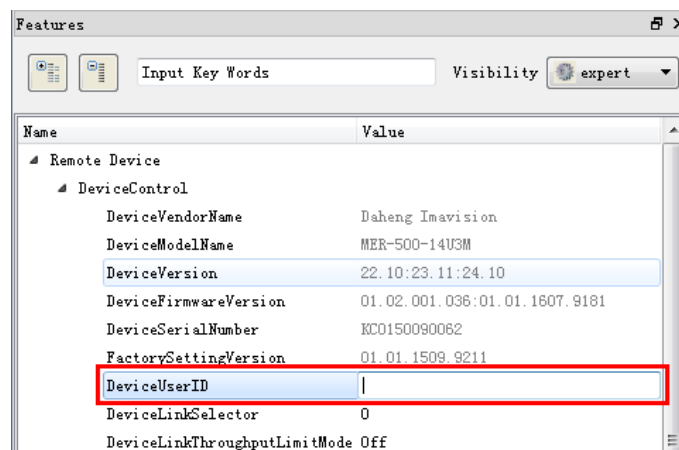 Features
Input Key Words Visibility expert
Name Value
Remote Device
DeviceControl
DeviceVendorName Daheng Imavision
DeviceModelName MER-500-14U3M
DeviceVersion 22.10:23.11:24.10
DeviceFirmwareVersion 01.02.001.036:01.01.1607.9181
DeviceSerialNumber KC0150090062
FactorySettingVersion 01.01.1509.9211
DeviceUserID
DeviceLinkSelector 0
DeviceLinkThroughputLimitMode Off